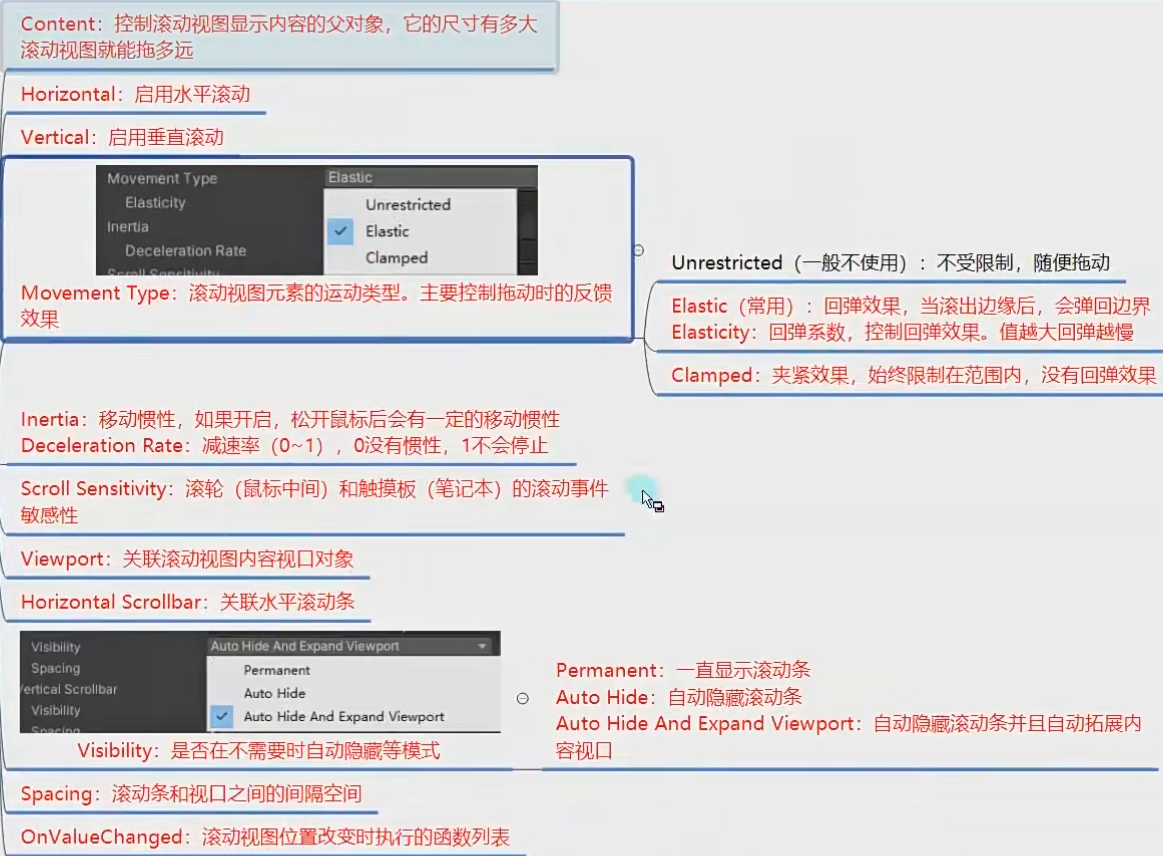 Content：控制滚动视图显示内容的父对象，它的尺寸有多大
滚动视图就能拖多远
Horizontal：启用水平滚动
Vertical：启用垂直滚动
Movement Type
Elastic
Elasticity
Unrestricted
Inertia
Elastic
Deceleration Rate
Clamped
Scroll Sensitivity
Movement Type：滚动视图元素的运动类型。主要控制拖动时的反馈
效果
Unrestricted（一般不使用）：不受限制，随便拖动
Elastic（常用）：回弹效果，当滚出边缘后，会弹回边界
Elasticity：回弹系数，控制回弹效果。值越大回弹越慢
Clamped：夹紧效果，始终限制在范围内，没有回弹效果
Inertia：移动惯性，如果开启，松开鼠标后会有一定的移动惯性
Deceleration Rate：减速率（0~1），0没有惯性，1不会停止
Scroll Sensitivity：滚轮（鼠标中间）和触摸板（笔记本）的滚动事件
敏感性
Viewport：关联滚动视图内容视口对象
Horizontal Scrollbar：关联水平滚动条
Visibility
Auto Hide And Expand Viewport
Spacing
Permanent
Vertical Scrollbar
Auto Hide
Visibility
Auto Hide And Expand Viewport
Spacing
Visibility：是否在不需要时自动隐藏等模式
Permanent：一直显示滚动条
Auto Hide：自动隐藏滚动条
Auto Hide And Expand Viewport：自动隐藏滚动条并且自动拓展内
容视口
Spacing：滚动条和视口之间的间隔空间
OnValueChanged：滚动视图位置改变时执行的函数列表